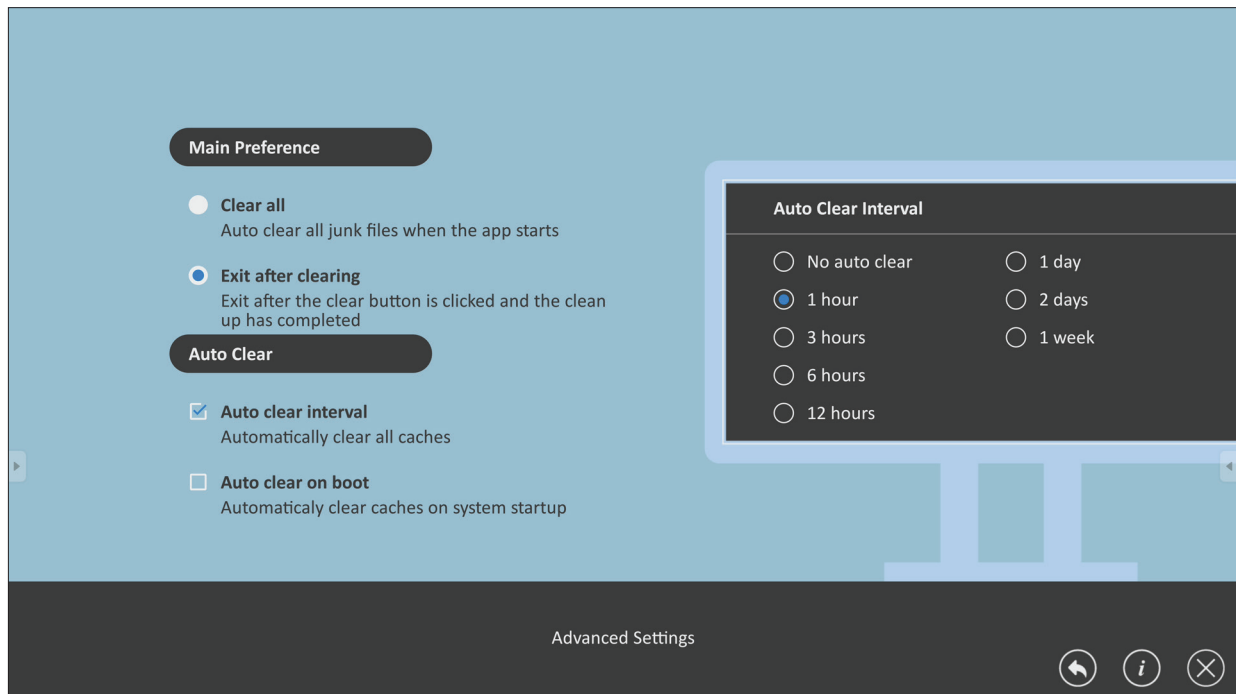 Main Preference
Clear all
Auto clear all junk files when the app starts
Exit after clearing
Exit after the clear button is clicked and the clean
up has completed
Auto Clear
Auto clear interval
Automatically clear all caches
Auto clear on boot
Automaticaly clear caches on system startup
Auto Clear Interval
No auto clear
1 hour
3 hours
6 hours
12 hours
1 day
2 days
1 week
Advanced Settings
i